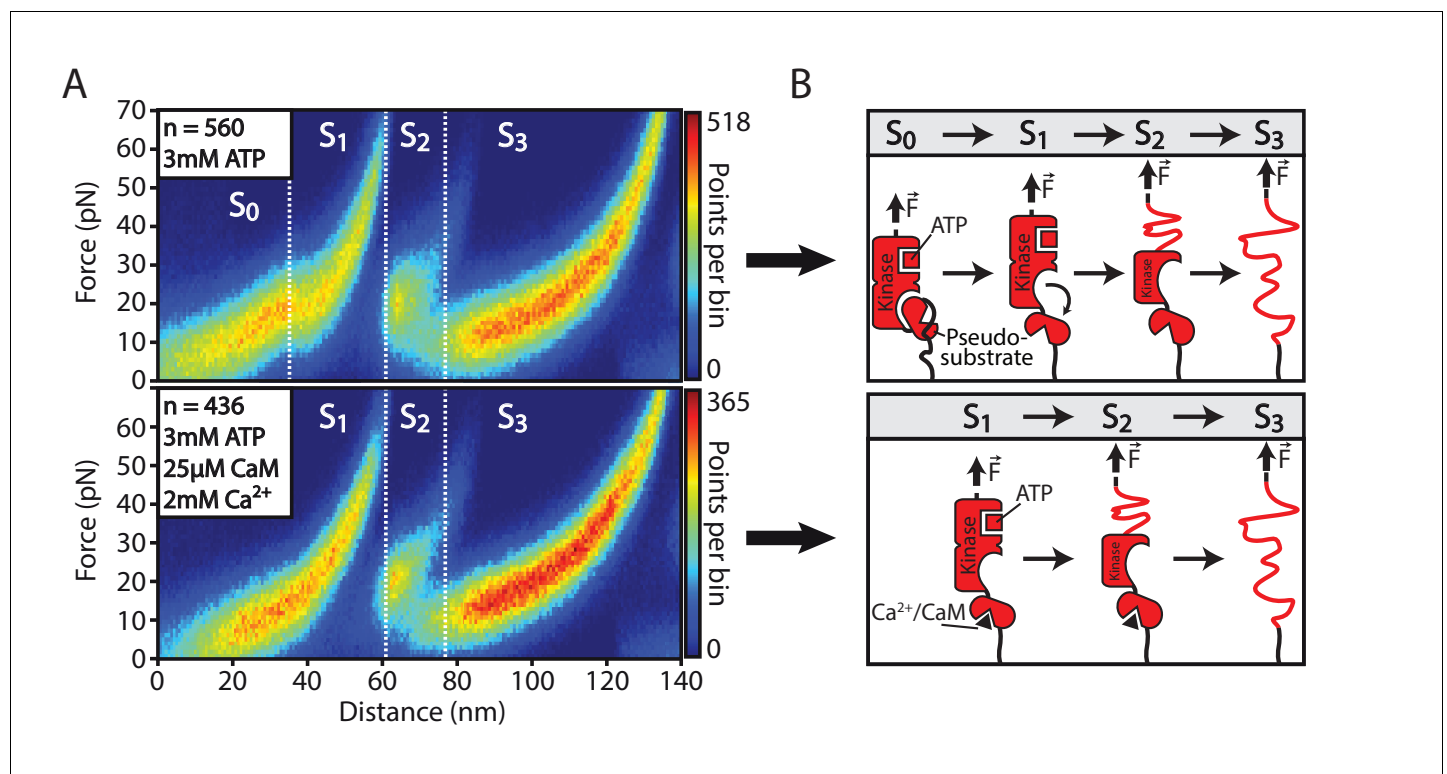 A
Force (pN)
70
60
50
40
30
20
10
0
n = 560
3mM ATP
S0
S1
S2
S3
518
Points per bin
0
Force (pN)
60
50
40
30
20
10
0
n = 436
3mM ATP
25µM CaM
2mM Ca²⁺
S1
S2
S3
365
Points per bin
0
0 20 40 60 80 100 120 140
Distance (nm)
B
S0 → S1 → S2 → S3
F⃗
F⃗
F⃗
F⃗
ATP
Kinase
Kinase
Kinase
Pseudo-
substrate
S1 → S2 → S3
F⃗
F⃗
F⃗
ATP
Kinase
Kinase
Ca²⁺/CaM